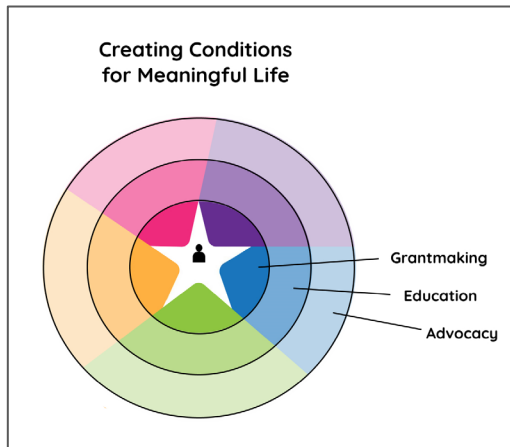 Creating Conditions
for Meaningful Life
Grantmaking
Education
Advocacy